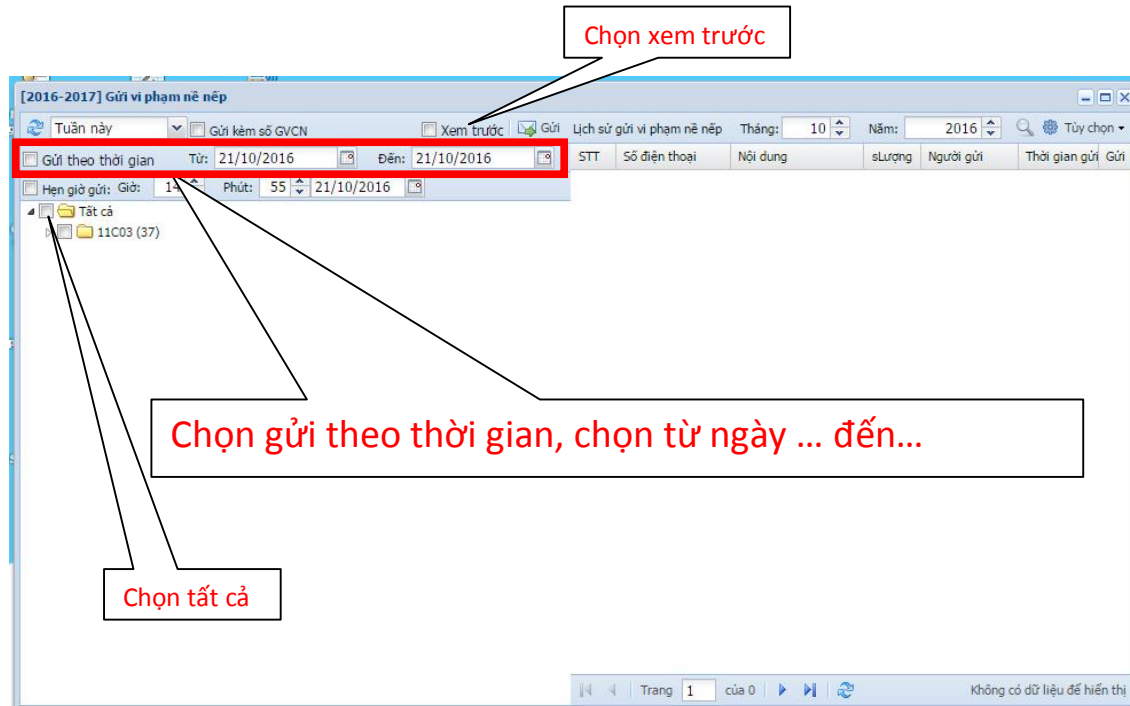 Chọn xem trước
[2016-2017] Gửi vi phạm nề nếp
Tuần này Gửi kèm số GVCN Xem trước Gửi Lịch sử gửi vi phạm nề nếp Tháng: 10 Năm: 2016 Tùy chọn
Gửi theo thời gian Từ: 21/10/2016 Đến: 21/10/2016 STT Số điện thoại Nội dung sLượng Người gửi Thời gian gửi Gửi
Hẹn giờ gửi: Giờ: 14 Phút: 55 21/10/2016
Tất cả
11C03 (37)
Chọn gửi theo thời gian, chọn từ ngày ... đến...
Chọn tất cả
Trang 1 của 0 Không có dữ liệu để hiển thị